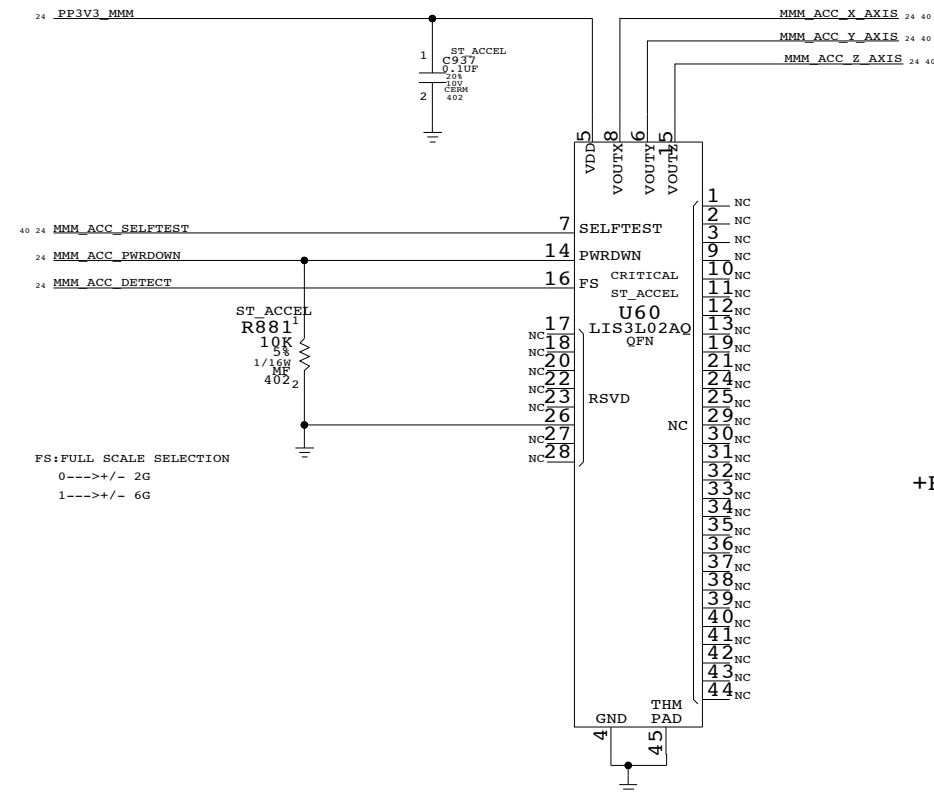 24 PP3V3_MMM
MMM_ACC_X_AXIS 24 40
MMM_ACC_Y_AXIS 24 40
MMM_ACC_Z_AXIS 24 40
1 ST_ACCEL
C937
0.1UF
20%
10V
CERM
2 402
5 8 6 15
VDD VOUTX VOUTY VOUTZ
40 24 MMM_ACC_SELFTEST 7 SELFTEST
24 MMM_ACC_PWRDOWN 14 PWRDWN
24 MMM_ACC_DETECT 16 FS
CRITICAL
ST_ACCEL
U60
LIS3L02AQ
QFN
ST_ACCEL
R881 1
10K
5%
1/16W
MF
402 2
NC 17
NC 18
NC 20
NC 22
NC 23
26
NC 27
NC 28
RSVD
NC
1 NC
2 NC
3 NC
9 NC
10 NC
11 NC
12 NC
13 NC
19 NC
21 NC
24 NC
25 NC
29 NC
30 NC
31 NC
32 NC
33 NC
34 NC
35 NC
36 NC
37 NC
38 NC
39 NC
40 NC
41 NC
42 NC
43 NC
44 NC
FS:FULL SCALE SELECTION
0--->+/- 2G
1--->+/- 6G
THM
GND PAD
4 45